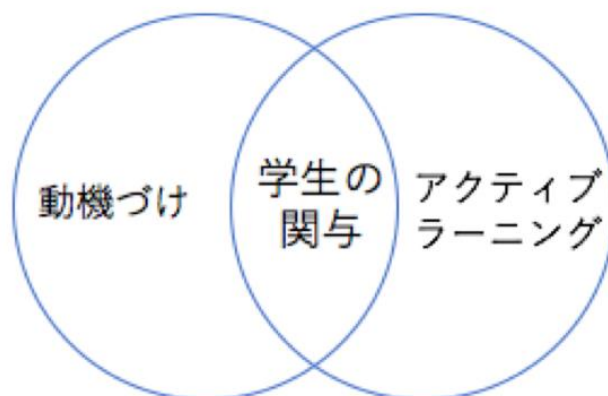 動機づけ
学生の
関与
アクティブ
ラーニング